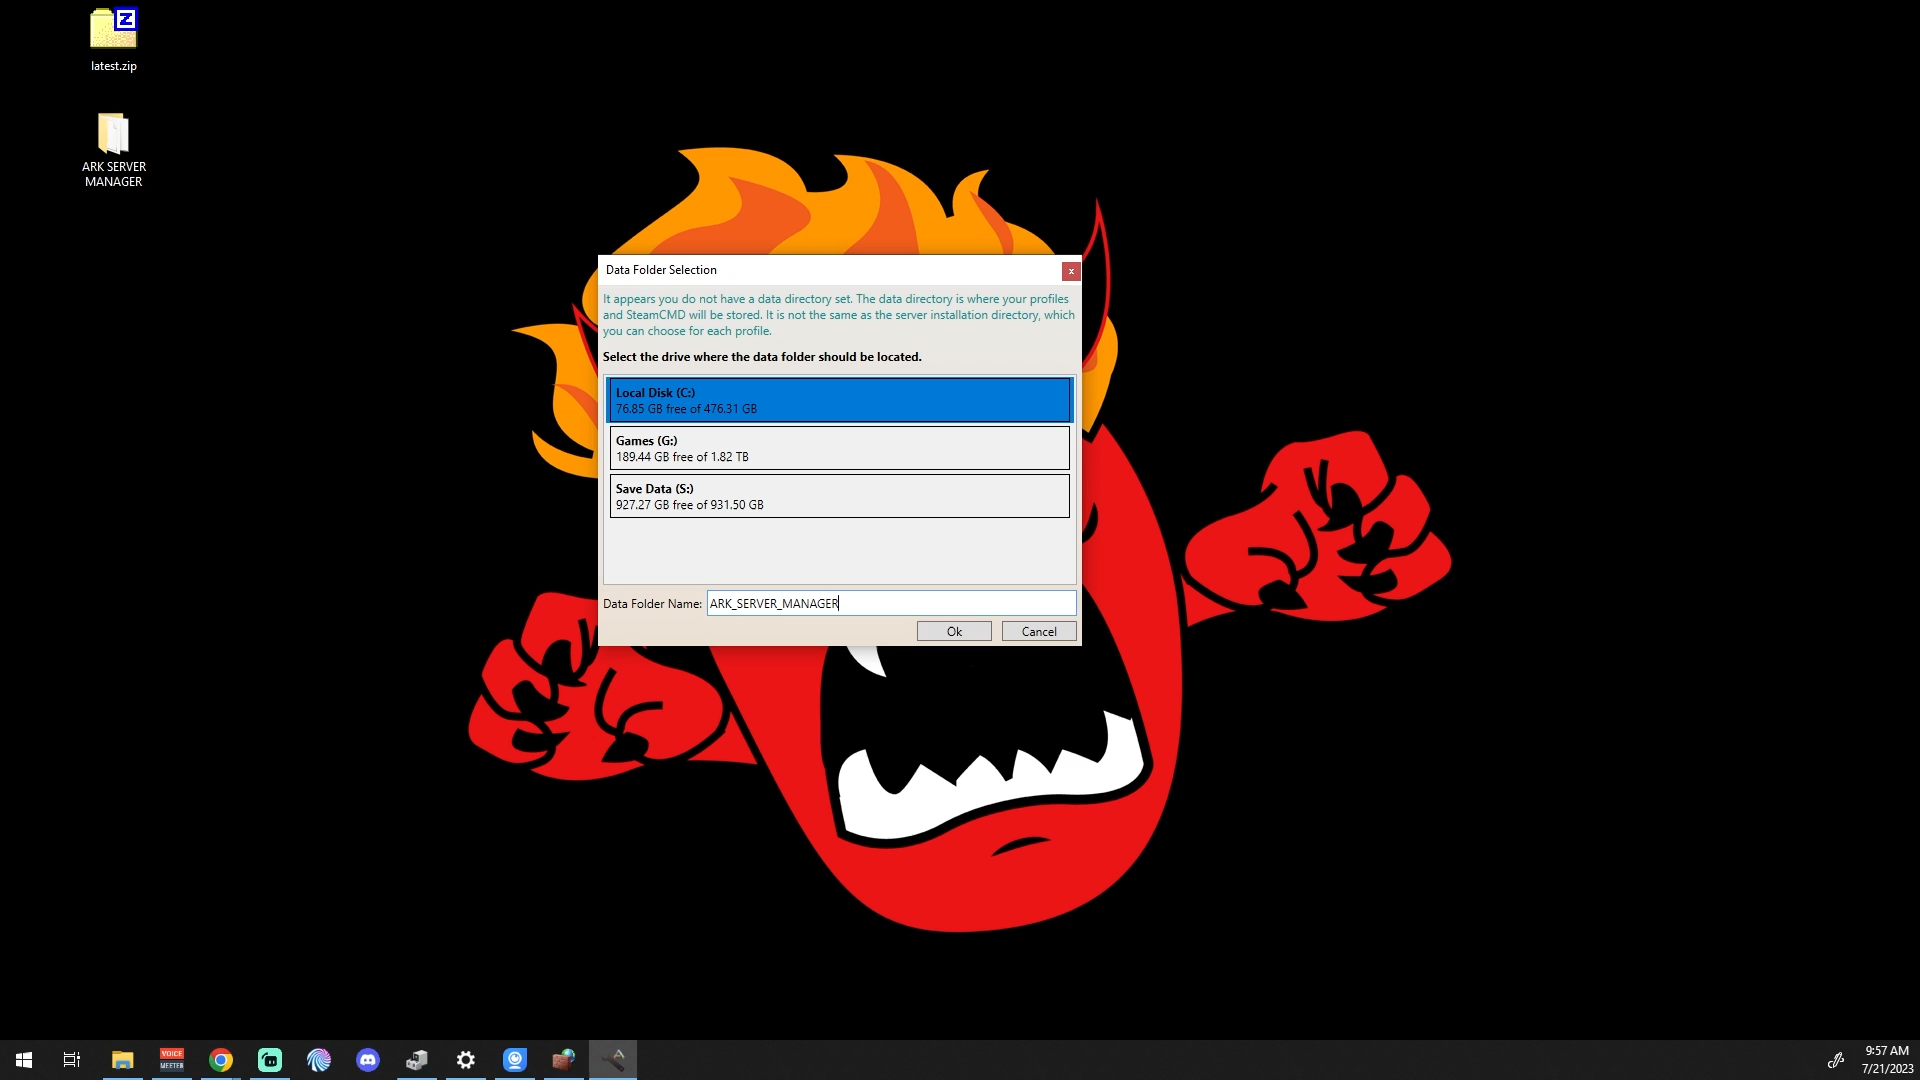 latest.zip
ARK SERVER
MANAGER
Data Folder Selection
x
It appears you do not have a data directory set. The data directory is where your profiles
and SteamCMD will be stored. It is not the same as the server installation directory, which
you can choose for each profile.
Select the drive where the data folder should be located.
Local Disk (C:)
76.85 GB free of 476.31 GB
Games (G:)
189.44 GB free of 1.82 TB
Save Data (S:)
927.27 GB free of 931.50 GB
Data Folder Name: ARK_SERVER_MANAGER
Ok Cancel
VOICE
MEETER
9:57 AM
7/21/2023